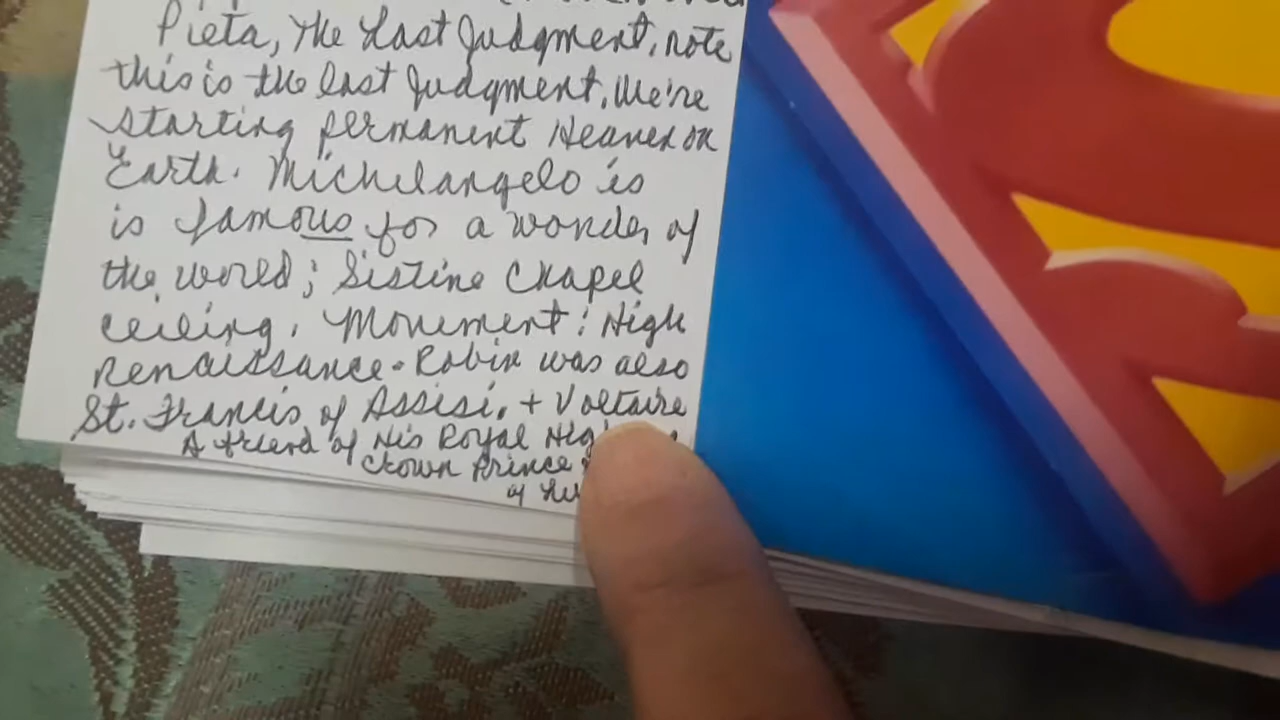 Pieta, The Last Judgment, note
this is the last Judgment. We're
starting permanent Heaven on
Earth. Michelangelo is
is famous for a wonder of
the world; Sistine Chapel
ceiling. Movement: High
Renaissance. Robin was also
St. Francis of Assisi. + Voltaire
A friend of His Royal
Crown Prince
of